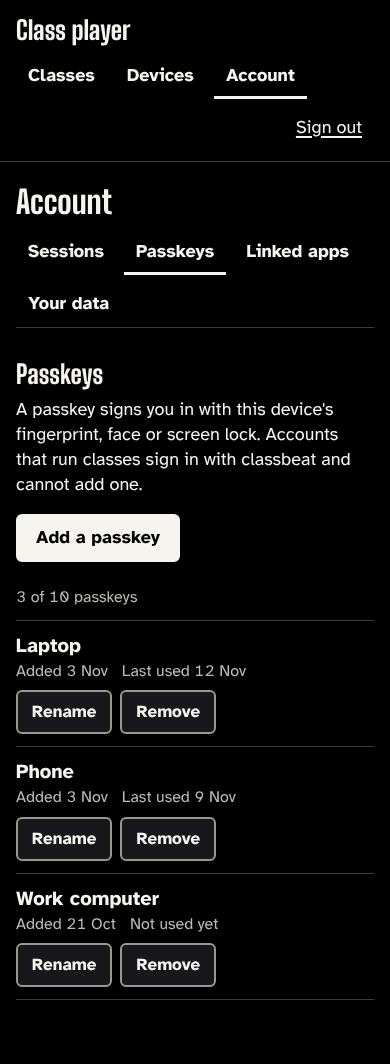 Class player
Classes Devices Account
Sign out
Account
Sessions Passkeys Linked apps
Your data
Passkeys
A passkey signs you in with this device's
fingerprint, face or screen lock. Accounts
that run classes sign in with classbeat and
cannot add one.
Add a passkey
3 of 10 passkeys
Laptop
Added 3 Nov Last used 12 Nov
Rename Remove
Phone
Added 3 Nov Last used 9 Nov
Rename Remove
Work computer
Added 21 Oct Not used yet
Rename Remove